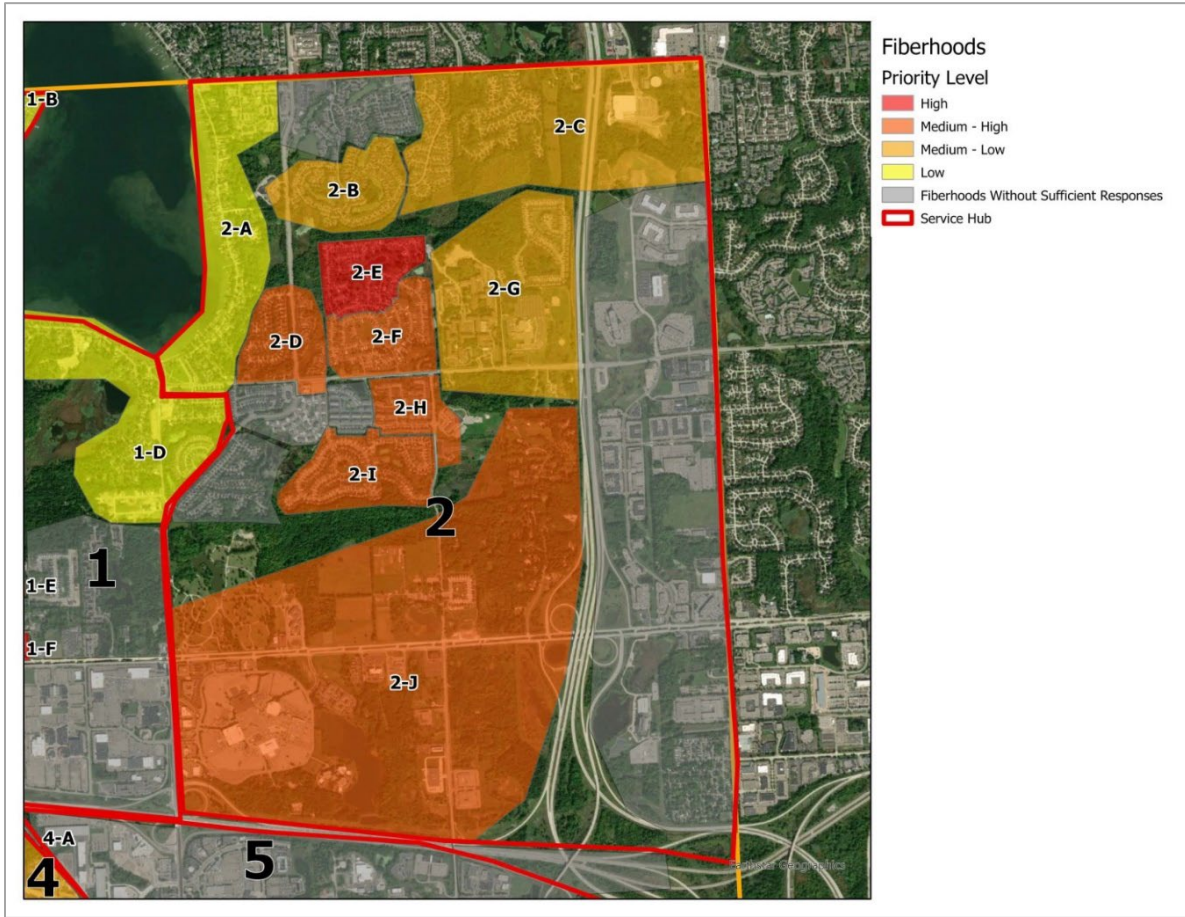 Fiberhoods
Priority Level
High
Medium - High
Medium - Low
Low
Fiberhoods Without Sufficient Responses
Service Hub
1-B
2-C
2-B
2-A
2-E
2-G
2-D
2-F
2-H
1-D
2-I
2
1
1-E
1-F
2-J
4-A
5
4
Earthstar Geographics